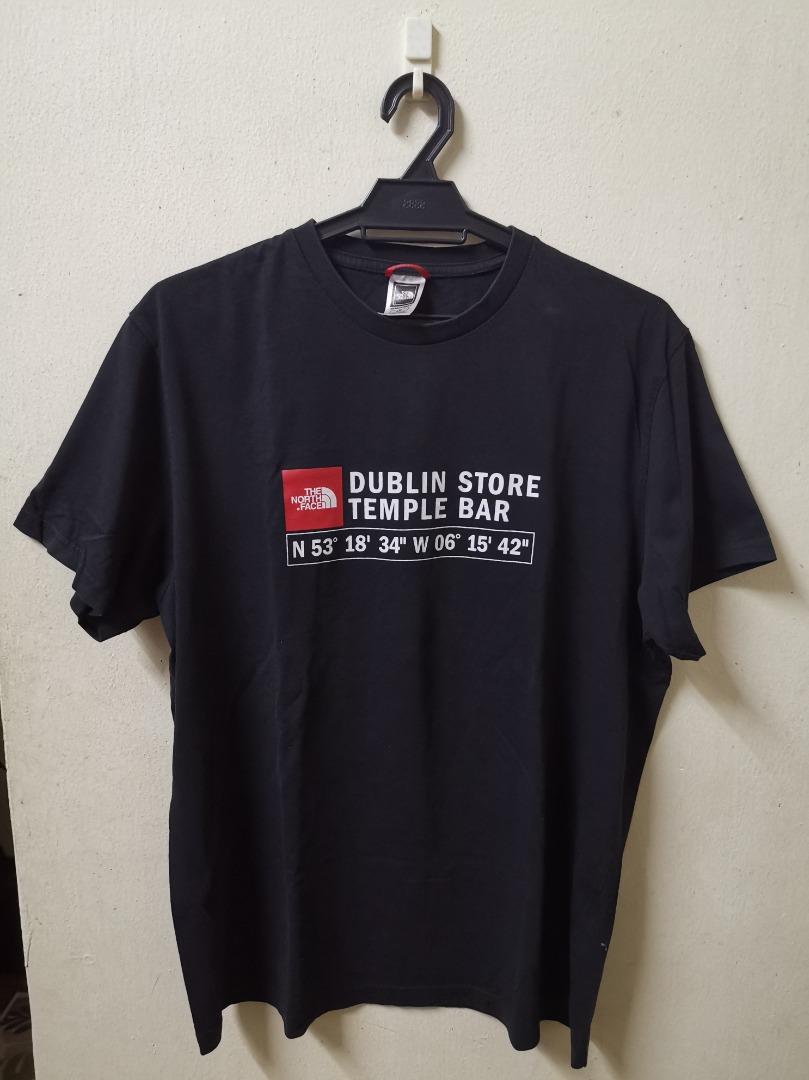 THE
NORTH
FACE
DUBLIN STORE
TEMPLE BAR
N 53° 18' 34" W 06° 15' 42"